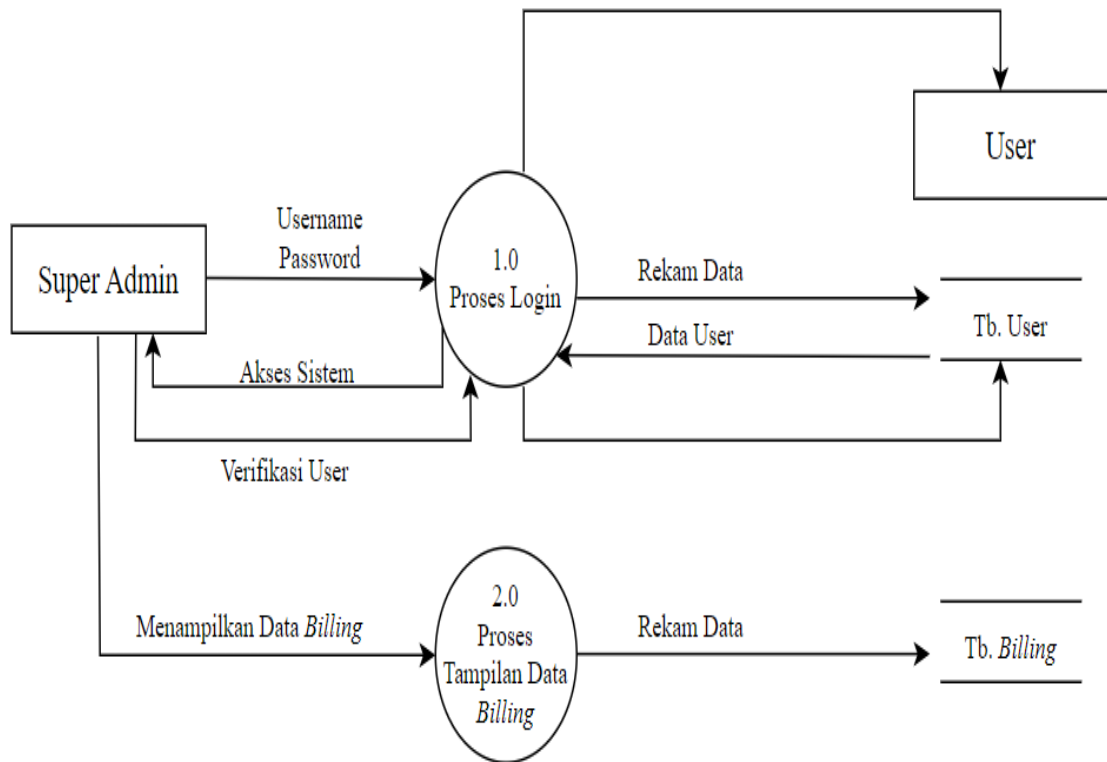 User
Username
Password
1.0
Proses Login
Super Admin
Rekam Data
Tb. User
Data User
Akses Sistem
Verifikasi User
2.0
Proses
Tampilan Data
Billing
Menampilkan Data Billing
Rekam Data
Tb. Billing